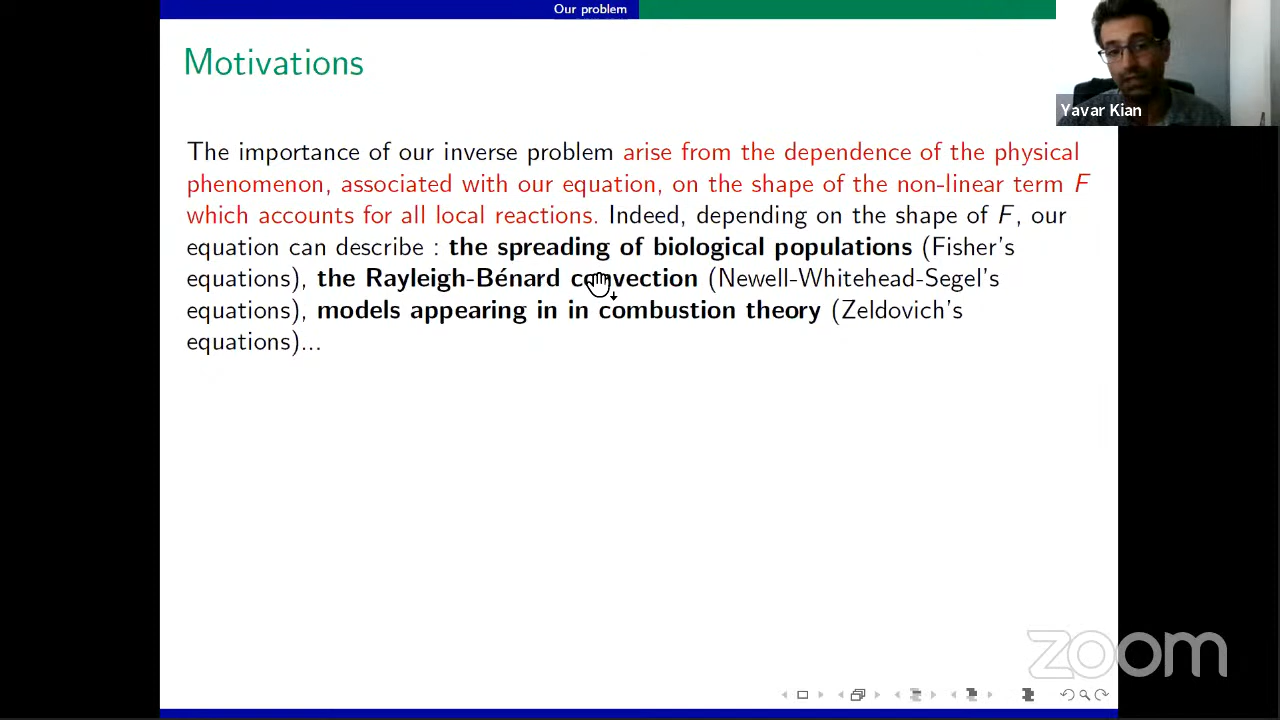 Our problem
Motivations
Yavar Kian
The importance of our inverse problem arise from the dependence of the physical
phenomenon, associated with our equation, on the shape of the non-linear term F
which accounts for all local reactions. Indeed, depending on the shape of F, our
equation can describe : the spreading of biological populations (Fisher's
equations), the Rayleigh-Bénard convection (Newell-Whitehead-Segel's
equations), models appearing in in combustion theory (Zeldovich's
equations)...
zoom